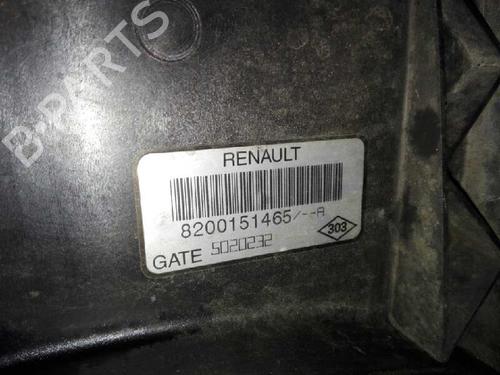 B-PARTS
RENAULT
8200151465/--A
303
GATE 5020232